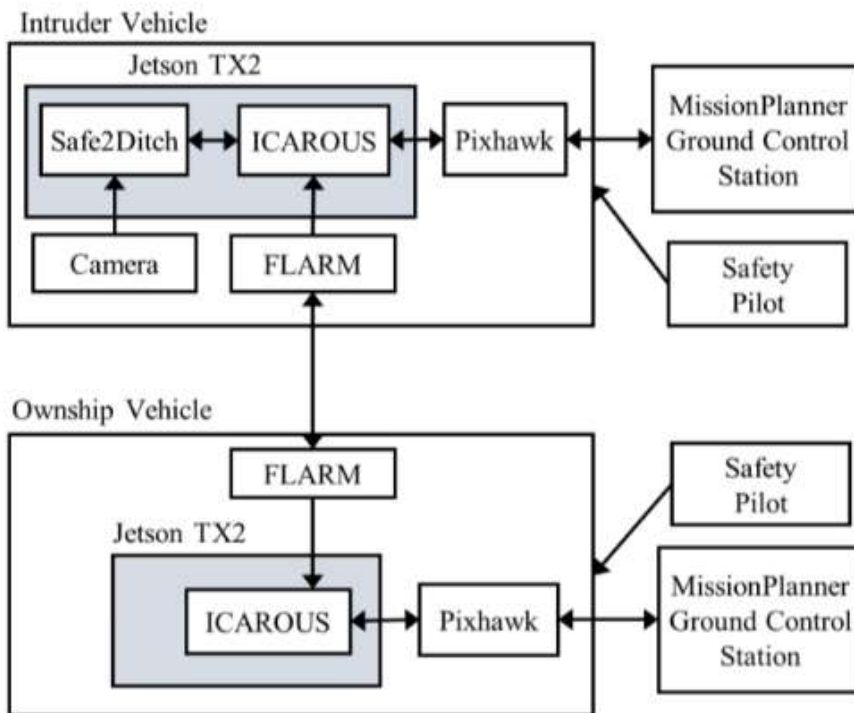 Intruder Vehicle
Jetson TX2
Safe2Ditch
ICAROUS
Pixhawk
MissionPlanner
Ground Control
Station
Camera
FLARM
Safety
Pilot
Ownship Vehicle
FLARM
Safety
Pilot
Jetson TX2
ICAROUS
Pixhawk
MissionPlanner
Ground Control
Station